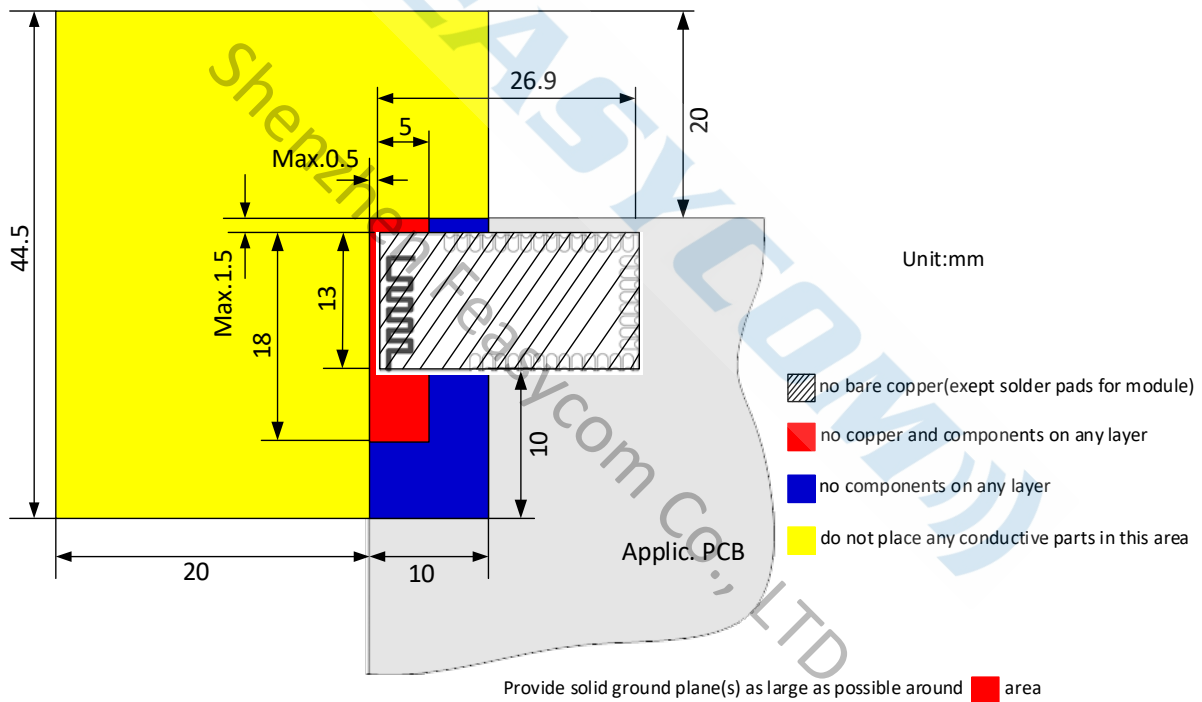 26.9
5
20
Max.0.5
44.5
Max.1.5
13
18
Unit:mm
no bare copper(exept solder pads for module)
no copper and components on any layer
10
no components on any layer
do not place any conductive parts in this area
Applic. PCB
20
10
Provide solid ground plane(s) as large as possible around area
Shenzhen Feasycom Co., LTD
FEASYCOM